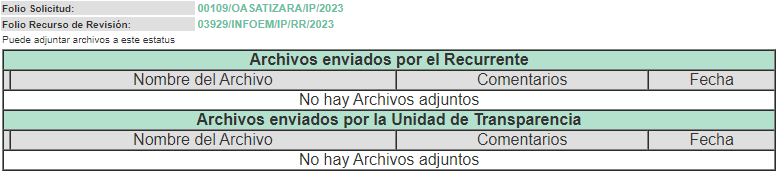 Folio Solicitud: 00109/OASATIZARA/IP/2023
Folio Recurso de Revisión: 03929/INFOEM/IP/RR/2023
Puede adjuntar archivos a este estatus
Archivos enviados por el Recurrente
Nombre del Archivo Comentarios Fecha
No hay Archivos adjuntos
Archivos enviados por la Unidad de Transparencia
Nombre del Archivo Comentarios Fecha
No hay Archivos adjuntos